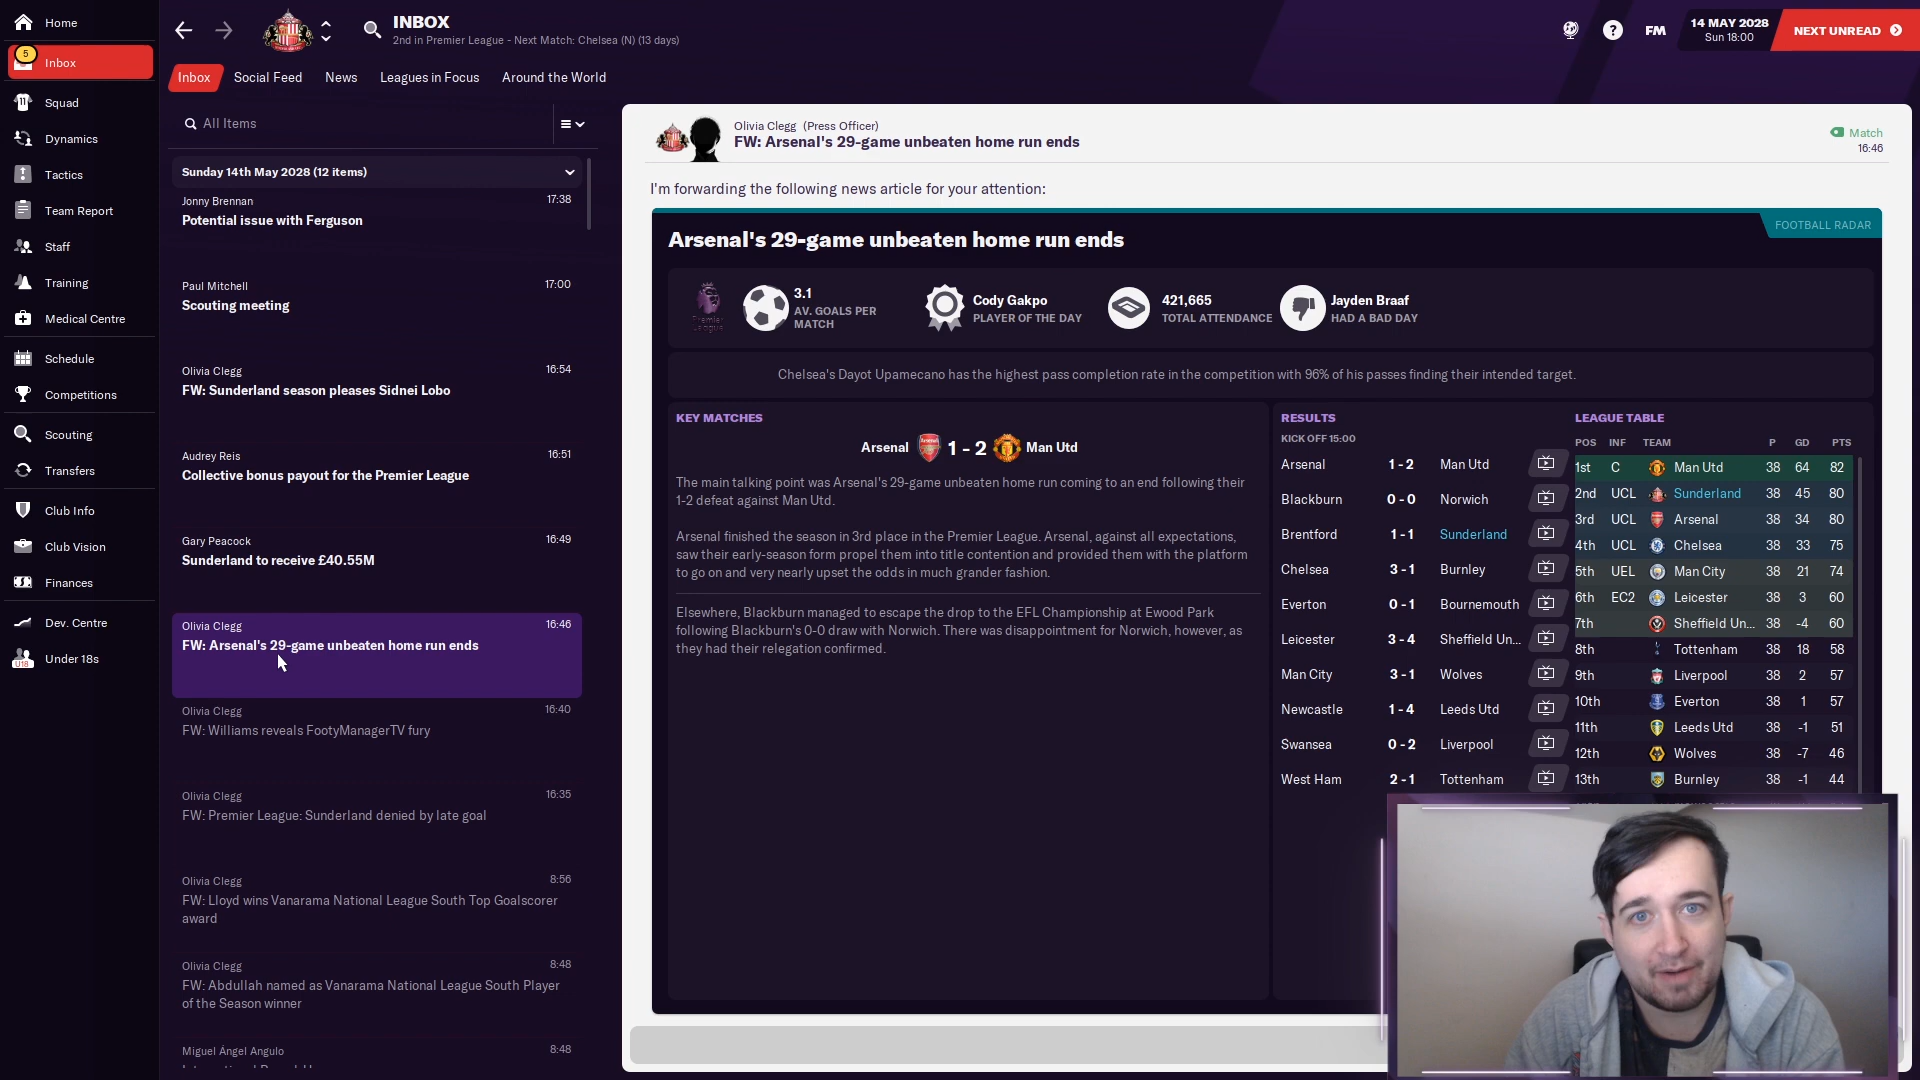 Home
5
Inbox
Squad
Dynamics
Tactics
Team Report
Staff
Training
Medical Centre
Schedule
Competitions
Scouting
Transfers
Club Info
Club Vision
Finances
Dev. Centre
U18
Under 18s
INBOX
2nd in Premier League - Next Match: Chelsea (N) (13 days)
FM
14 MAY 2028
Sun 18:00
NEXT UNREAD
Inbox
Social Feed
News
Leagues in Focus
Around the World
All Items
Sunday 14th May 2028 (12 items)
Jonny Brennan 17:38
Potential issue with Ferguson
Paul Mitchell 17:00
Scouting meeting
Olivia Clegg 16:54
FW: Sunderland season pleases Sidnei Lobo
Audrey Reis 16:51
Collective bonus payout for the Premier League
Gary Peacock 16:49
Sunderland to receive £40.55M
Olivia Clegg 16:46
FW: Arsenal's 29-game unbeaten home run ends
Olivia Clegg 16:40
FW: Williams reveals FootyManagerTV fury
Olivia Clegg 16:35
FW: Premier League: Sunderland denied by late goal
Olivia Clegg 8:56
FW: Lloyd wins Vanarama National League South Top Goalscorer
award
Olivia Clegg 8:48
FW: Abdullah named as Vanarama National League South Player
of the Season winner
Miguel Ángel Angulo 8:48
Olivia Clegg (Press Officer)
FW: Arsenal's 29-game unbeaten home run ends
Match
16:46
I'm forwarding the following news article for your attention:
FOOTBALL RADAR
Arsenal's 29-game unbeaten home run ends
Premier
League
3.1
AV. GOALS PER
MATCH
Cody Gakpo
PLAYER OF THE DAY
421,665
TOTAL ATTENDANCE
Jayden Braaf
HAD A BAD DAY
Chelsea's Dayot Upamecano has the highest pass completion rate in the competition with 96% of his passes finding their intended target.
KEY MATCHES
Arsenal 1 - 2 Man Utd
The main talking point was Arsenal's 29-game unbeaten home run coming to an end following their
1-2 defeat against Man Utd.
Arsenal finished the season in 3rd place in the Premier League. Arsenal, against all expectations,
saw their early-season form propel them into title contention and provided them with the platform
to go on and very nearly upset the odds in much grander fashion.
Elsewhere, Blackburn managed to escape the drop to the EFL Championship at Ewood Park
following Blackburn's 0-0 draw with Norwich. There was disappointment for Norwich, however, as
they had their relegation confirmed.
RESULTS
KICK OFF 15:00
Arsenal 1 - 2 Man Utd
Blackburn 0 - 0 Norwich
Brentford 1 - 1 Sunderland
Chelsea 3 - 1 Burnley
Everton 0 - 1 Bournemouth
Leicester 3 - 4 Sheffield Un...
Man City 3 - 1 Wolves
Newcastle 1 - 4 Leeds Utd
Swansea 0 - 2 Liverpool
West Ham 2 - 1 Tottenham
LEAGUE TABLE
POS INF TEAM P GD PTS
1st C Man Utd 38 64 82
2nd UCL Sunderland 38 45 80
3rd UCL Arsenal 38 34 80
4th UCL Chelsea 38 33 75
5th UEL Man City 38 21 74
6th EC2 Leicester 38 3 60
7th Sheffield Un... 38 -4 60
8th Tottenham 38 18 58
9th Liverpool 38 2 57
10th Everton 38 1 57
11th Leeds Utd 38 -1 51
12th Wolves 38 -7 46
13th Burnley 38 -1 44